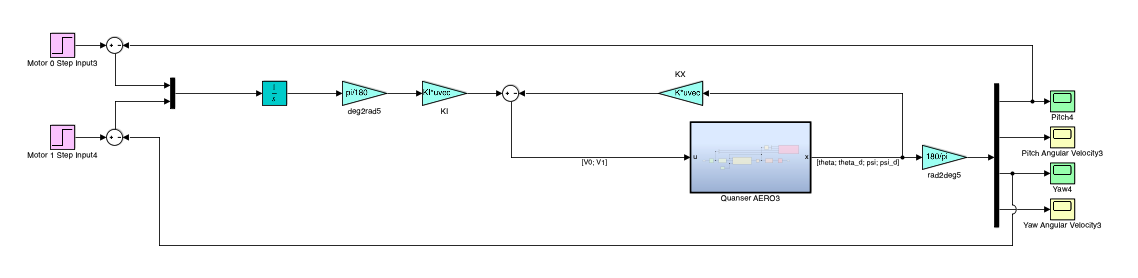 Motor 0 Step Input3
Motor 1 Step Input4
1
s
pi/180
deg2rad5
KI*uvec
KI
KX
K*uvec
[V0; V1]
u
x
Quanser AERO3
[theta; theta_d; psi; psi_d]
180/pi
rad2deg5
Pitch4
Pitch Angular Velocity3
Yaw4
Yaw Angular Velocity3